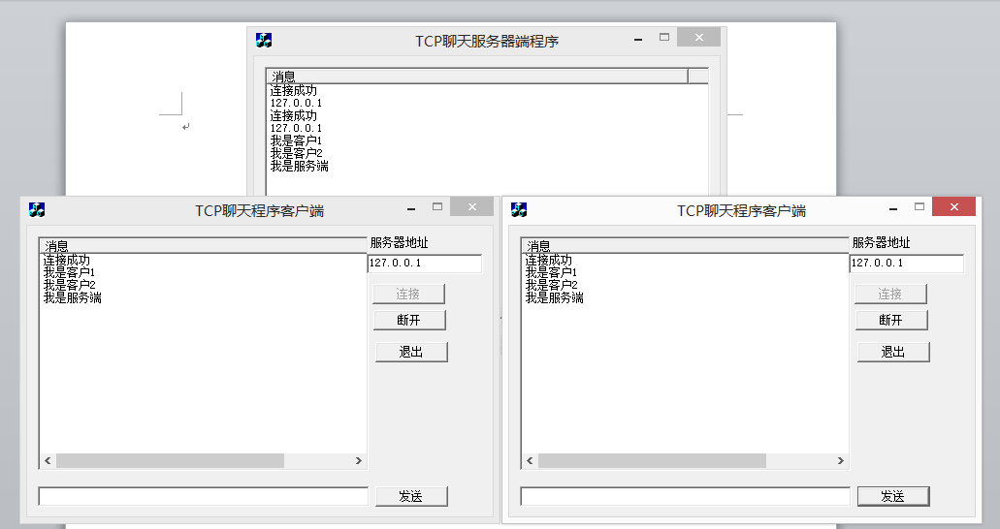 TCP聊天服务器端程序
消息
连接成功
127.0.0.1
连接成功
127.0.0.1
我是客户1
我是客户2
我是服务端
TCP聊天程序客户端
消息
连接成功
我是客户1
我是客户2
我是服务端
服务器地址
127.0.0.1
连接
断开
退出
发送
TCP聊天程序客户端
消息
连接成功
我是客户1
我是客户2
我是服务端
服务器地址
127.0.0.1
连接
断开
退出
发送